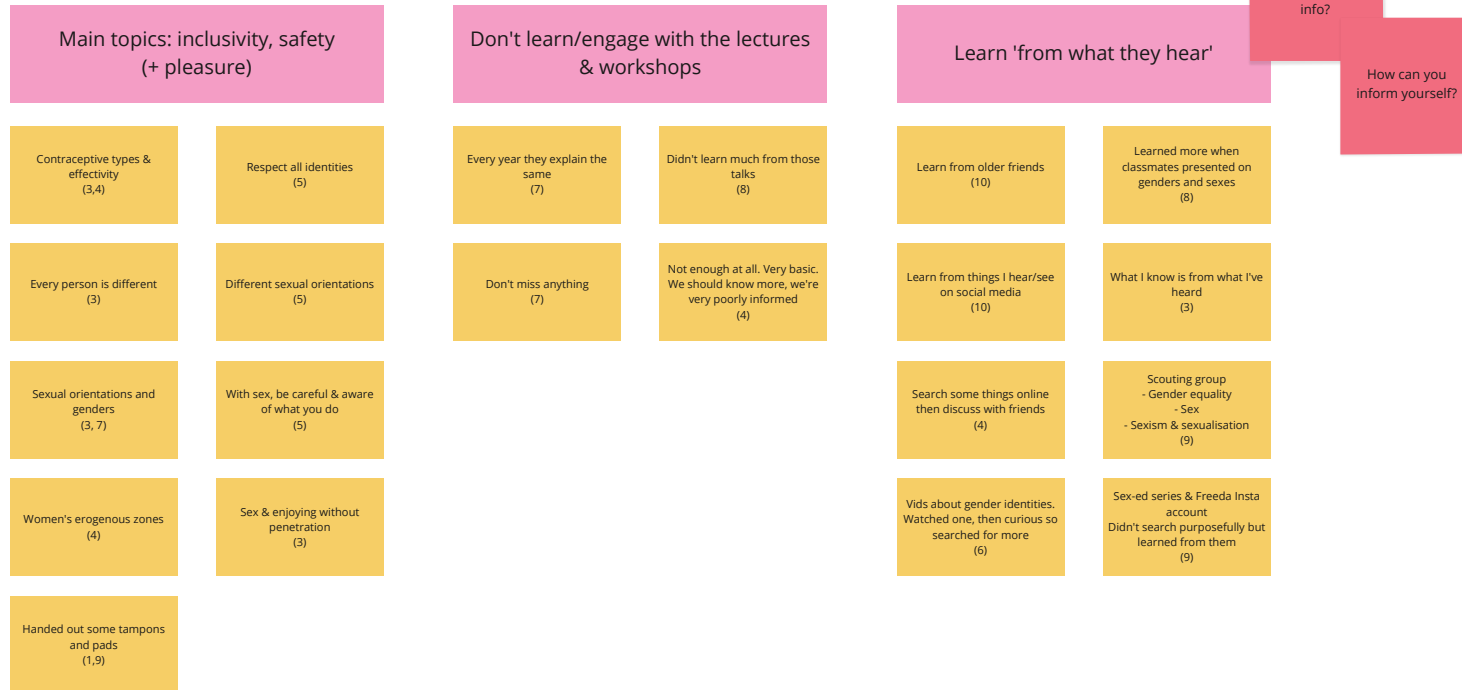 Main topics: inclusivity, safety
(+ pleasure)
Contraceptive types &
effectivity
(3,4)
Respect all identities
(5)
Every person is different
(3)
Different sexual orientations
(5)
Sexual orientations and
genders
(3, 7)
With sex, be careful & aware
of what you do
(5)
Women's erogenous zones
(4)
Sex & enjoying without
penetration
(3)
Handed out some tampons
and pads
(1,9)
Don't learn/engage with the lectures
& workshops
Every year they explain the
same
(7)
Didn't learn much from those
talks
(8)
Don't miss anything
(7)
Not enough at all. Very basic.
We should know more, we're
very poorly informed
(4)
Learn 'from what they hear'
Learn from older friends
(10)
Learned more when
classmates presented on
genders and sexes
(8)
Learn from things I hear/see
on social media
(10)
What I know is from what I've
heard
(3)
Search some things online
then discuss with friends
(4)
Scouting group
- Gender equality
- Sex
- Sexism & sexualisation
(9)
Vids about gender identities.
Watched one, then curious so
searched for more
(6)
Sex-ed series & Freeda Insta
account
Didn't search purposefully but
learned from them
(9)
info?
How can you
inform yourself?